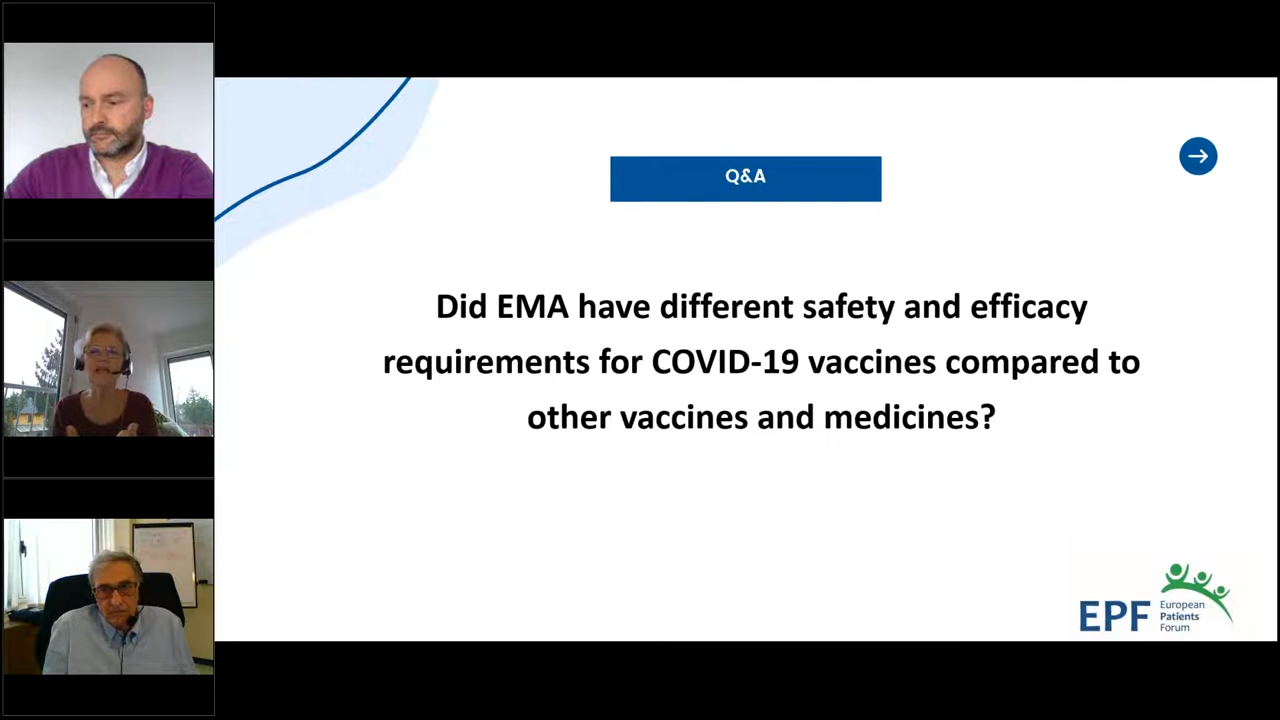 Q&A
Did EMA have different safety and efficacy
requirements for COVID-19 vaccines compared to
other vaccines and medicines?
EPF
European
Patients
Forum